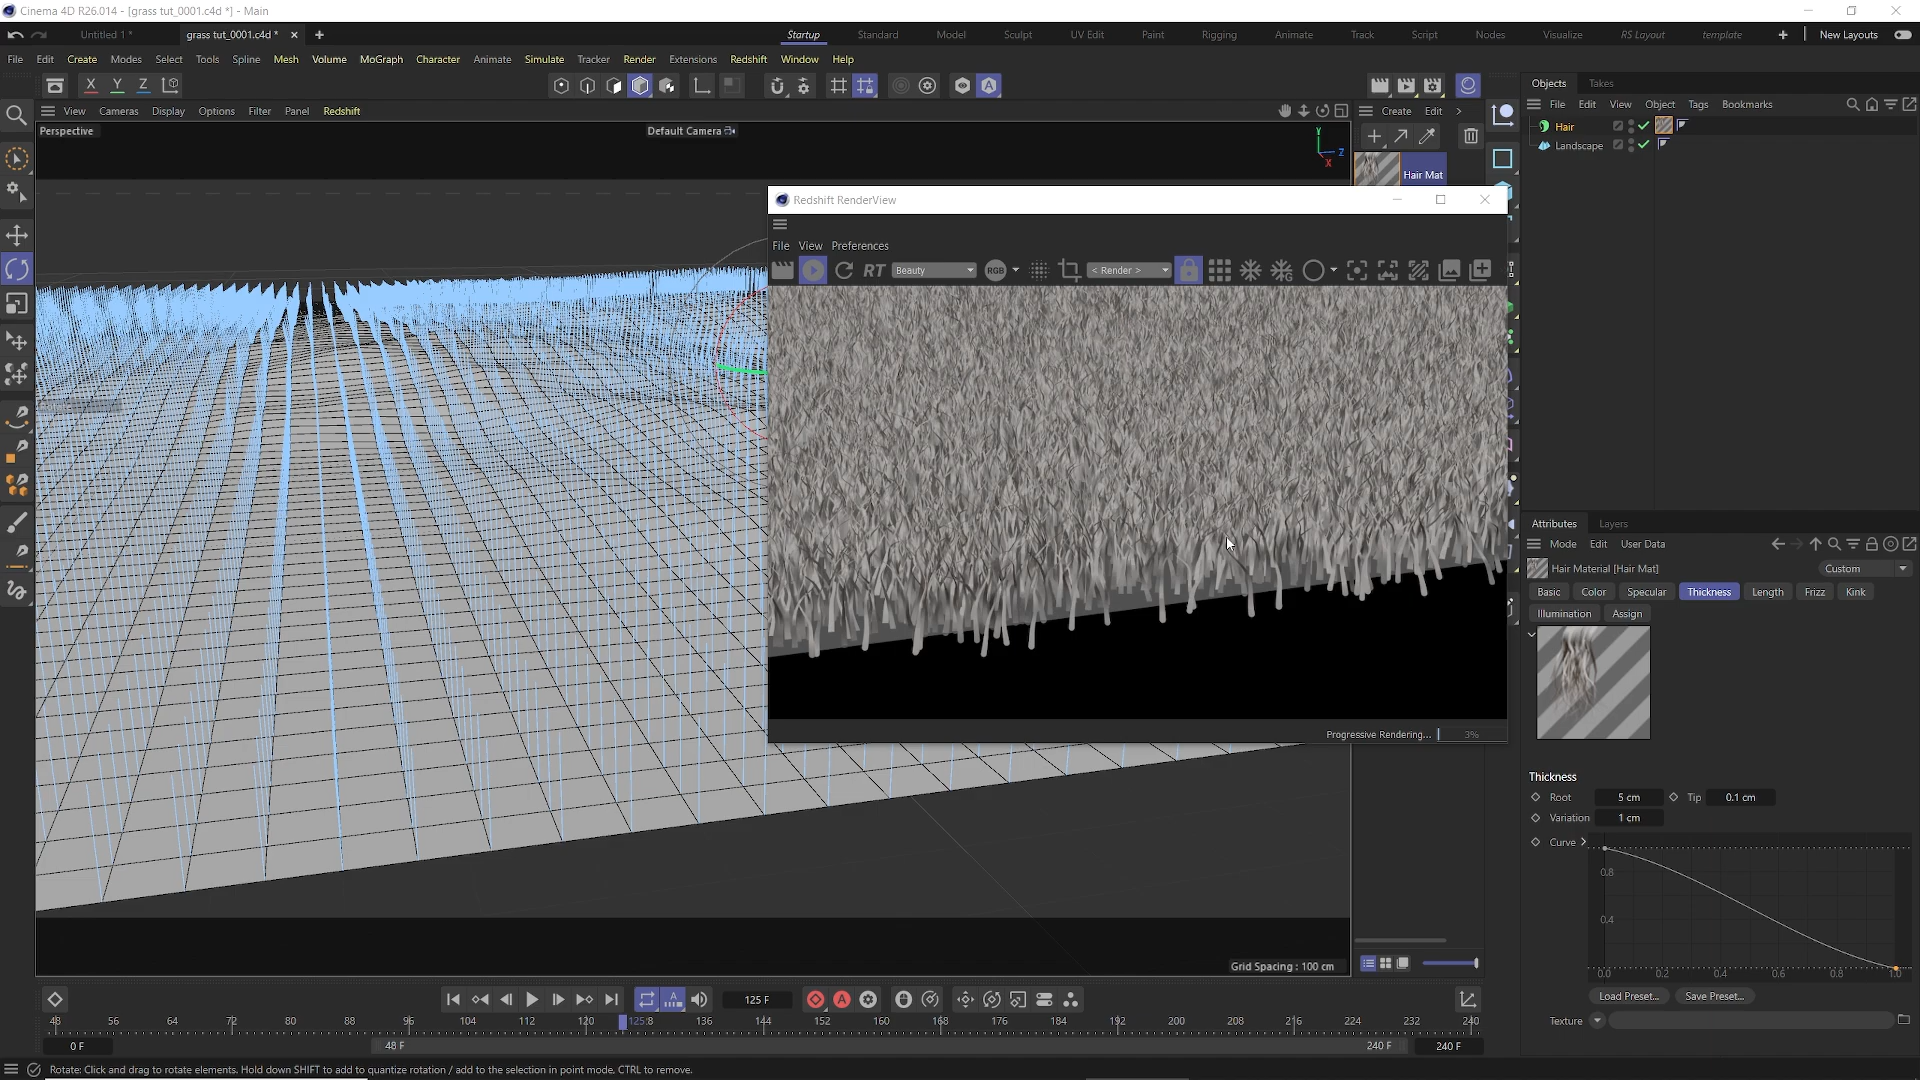 Cinema 4D R26.014 - [grass tut_0001.c4d *] - Main
Untitled 1 *
grass tut_0001.c4d *
Startup
Standard
Model
Sculpt
UV Edit
Paint
Rigging
Animate
Track
Script
Nodes
Visualize
RS Layout
template
New Layouts
File Edit Create Modes Select Tools Spline Mesh Volume MoGraph Character Animate Simulate Tracker Render Extensions Redshift Window Help
X Y Z
View Cameras Display Options Filter Panel Redshift
Perspective
Default Camera
Y
Z
X
Create Edit
Hair Mat
Objects Takes
File Edit View Object Tags Bookmarks
Hair
Landscape
Redshift RenderView
File View Preferences
RT
Beauty
RGB
< Render >
Progressive Rendering... 3%
Grid Spacing : 100 cm
Attributes Layers
Mode Edit User Data
Hair Material [Hair Mat]
Custom
Basic Color Specular Thickness Length Frizz Kink
Illumination Assign
Thickness
Root 5 cm Tip 0.1 cm
Variation 1 cm
Curve
0.8
0.4
0.0 0.2 0.4 0.6 0.8 1.0
Load Preset... Save Preset...
Texture
125 F
48 56 64 72 80 88 96 104 112 120 1258 136 144 152 160 168 176 184 192 200 208 216 224 232 240
0 F
48 F
240 F
240 F
Rotate: Click and drag to rotate elements. Hold down SHIFT to add to quantize rotation / add to the selection in point mode, CTRL to remove.